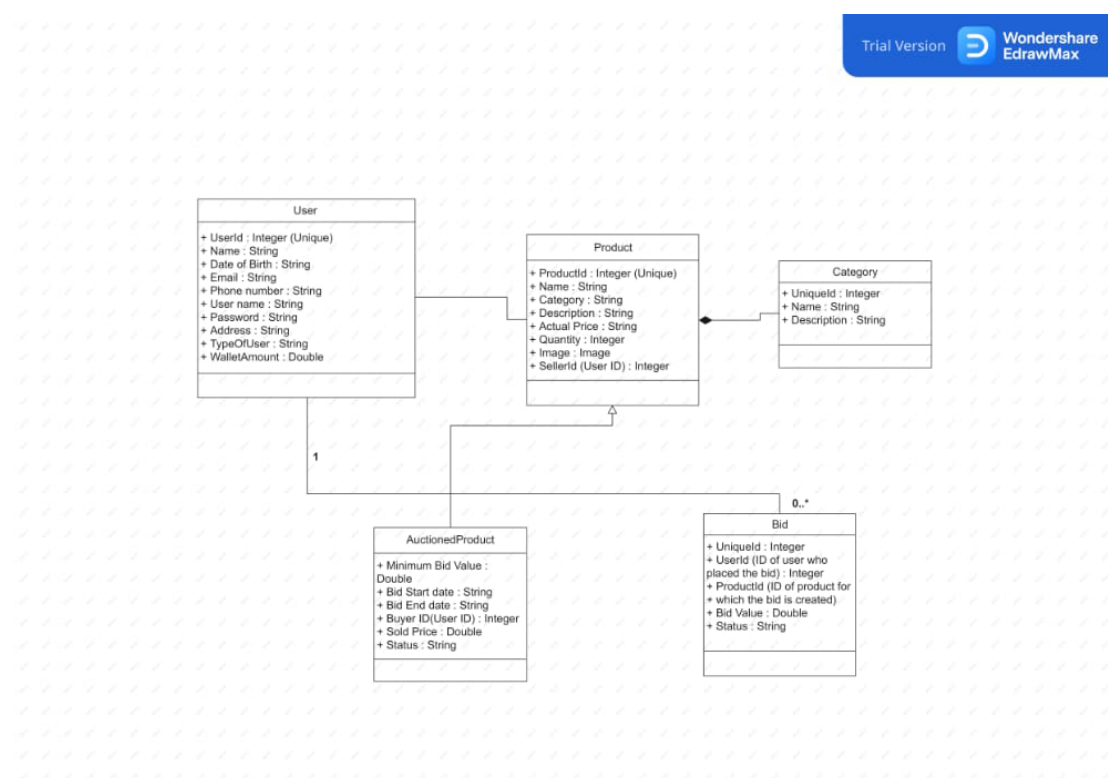 Trial Version
Wondershare
EdrawMax
User
+ UserId : Integer (Unique)
+ Name : String
+ Date of Birth : String
+ Email : String
+ Phone number : String
+ User name : String
+ Password : String
+ Address : String
+ TypeOfUser : String
+ WalletAmount : Double
Product
+ ProductId : Integer (Unique)
+ Name : String
+ Category : String
+ Description : String
+ Actual Price : String
+ Quantity : Integer
+ Image : Image
+ SellerId (User ID) : Integer
Category
+ UniqueId : Integer
+ Name : String
+ Description : String
1
0..*
AuctionedProduct
+ Minimum Bid Value :
Double
+ Bid Start date : String
+ Bid End date : String
+ Buyer ID(User ID) : Integer
+ Sold Price : Double
+ Status : String
Bid
+ UniqueId : Integer
+ UserId (ID of user who
placed the bid) : Integer
+ ProductId (ID of product for
+ which the bid is created)
+ Bid Value : Double
+ Status : String